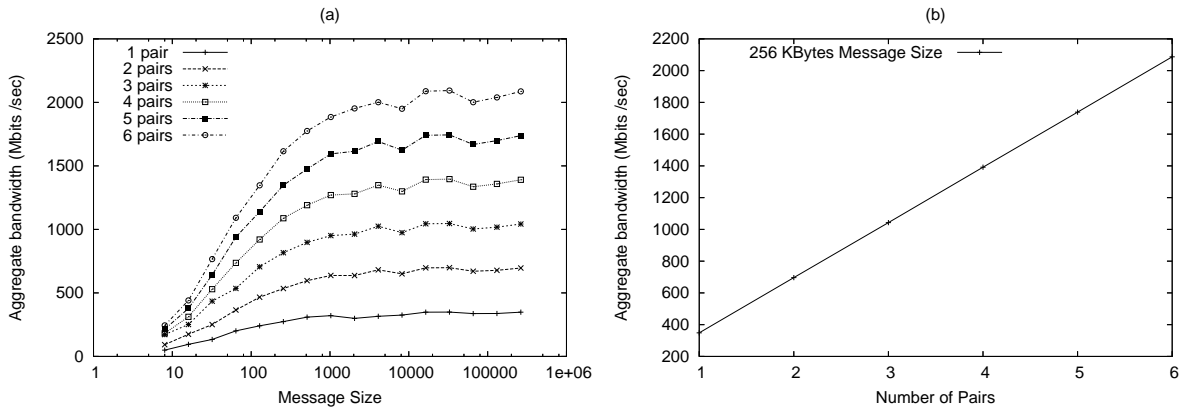 (a)
Aggregate bandwidth (Mbits /sec)
2500
2000
1500
1000
500
0
1 pair
2 pairs
3 pairs
4 pairs
5 pairs
6 pairs
1 10 100 1000 10000 100000 1e+06
Message Size
(b)
Aggregate bandwidth (Mbits /sec)
2200
2000
1800
1600
1400
1200
1000
800
600
400
200
256 KBytes Message Size
1 2 3 4 5 6
Number of Pairs